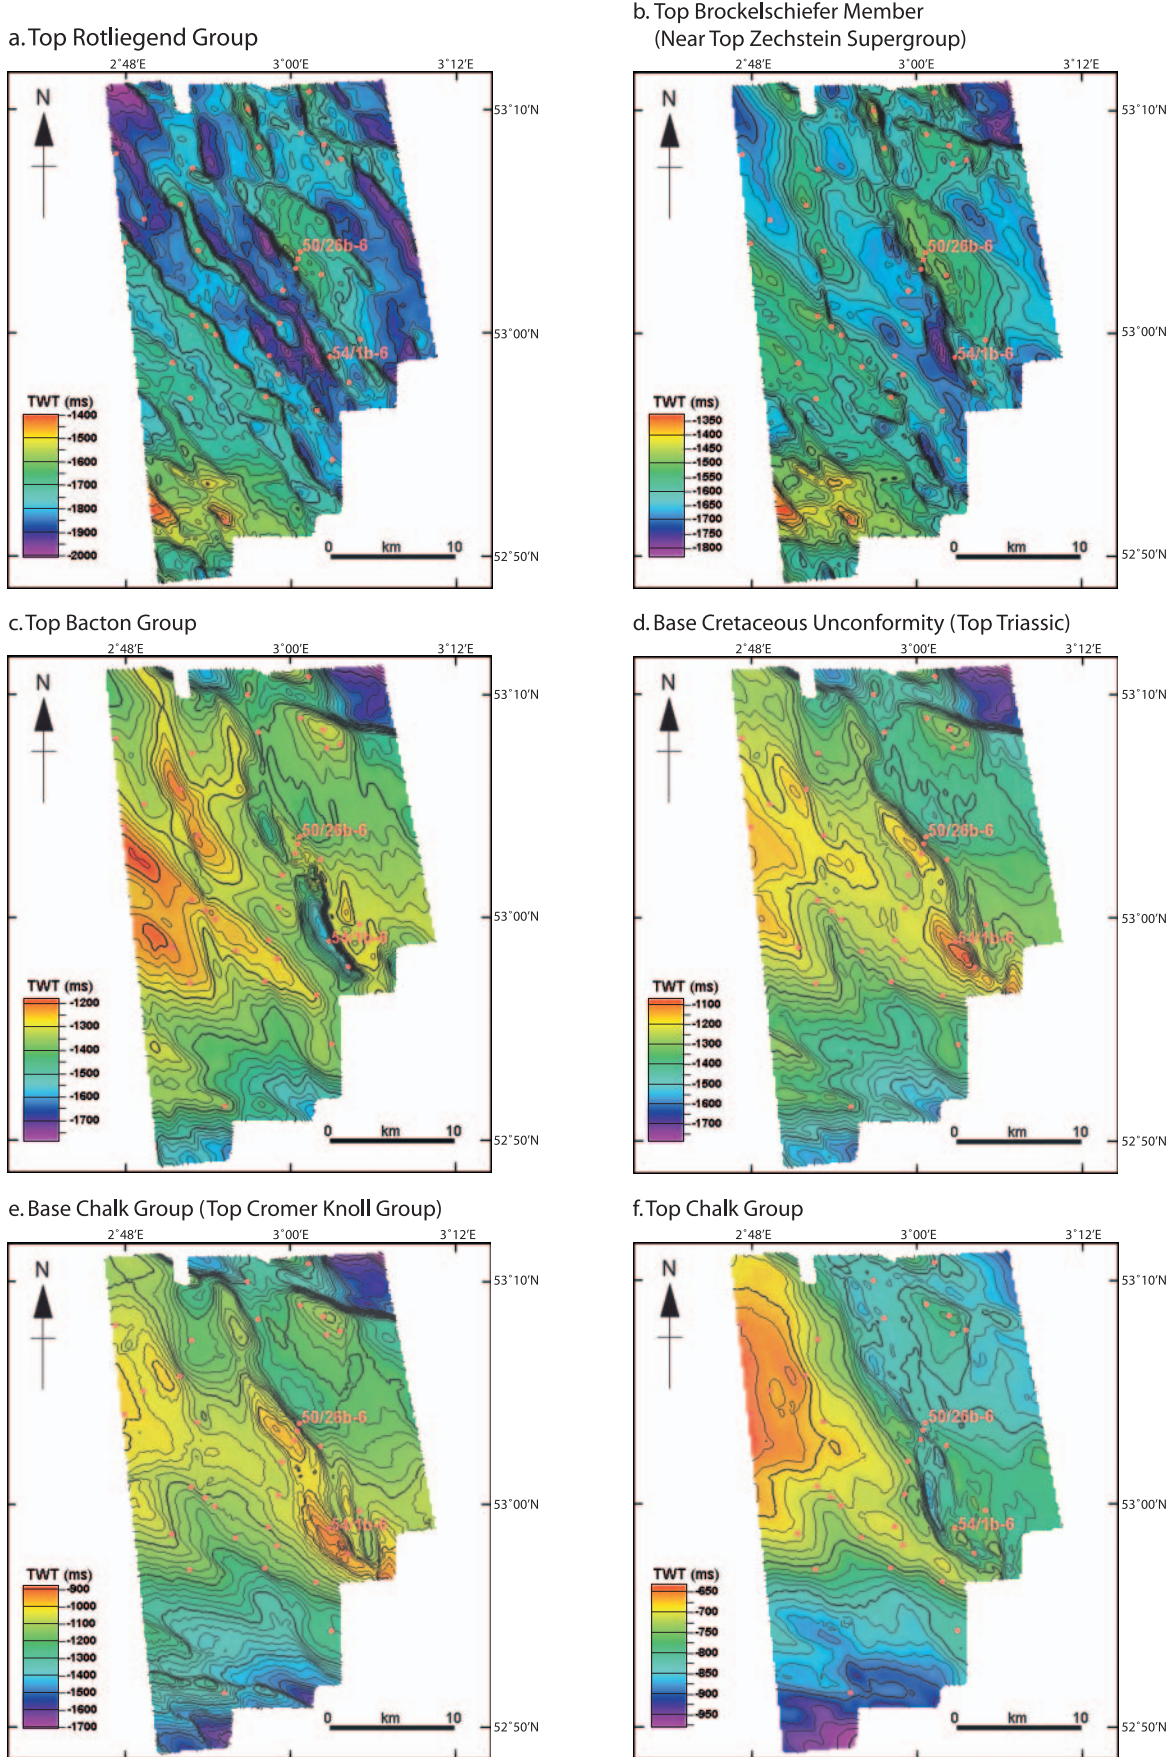 a. Top Rotliegend Group
2°48'E 3°00'E 3°12'E
N
53°10'N
50/26b-6
53°00'N
54/1b-6
TWT (ms)
-1400
-1500
-1600
-1700
-1800
-1900
-2000
0 km 10
52°50'N
b. Top Brockelschiefer Member
(Near Top Zechstein Supergroup)
2°48'E 3°00'E 3°12'E
N
53°10'N
50/26b-6
53°00'N
54/1b-6
TWT (ms)
-1350
-1400
-1450
-1500
-1550
-1600
-1650
-1700
-1750
-1800
0 km 10
52°50'N
c. Top Bacton Group
2°48'E 3°00'E 3°12'E
N
53°10'N
50/26b-6
53°00'N
54/1b-6
TWT (ms)
-1200
-1300
-1400
-1500
-1600
-1700
0 km 10
52°50'N
d. Base Cretaceous Unconformity (Top Triassic)
2°48'E 3°00'E 3°12'E
N
53°10'N
50/26b-6
53°00'N
54/1b-6
TWT (ms)
-1100
-1200
-1300
-1400
-1500
-1600
-1700
0 km 10
52°50'N
e. Base Chalk Group (Top Cromer Knoll Group)
2°48'E 3°00'E 3°12'E
N
53°10'N
50/26b-6
53°00'N
54/1b-6
TWT (ms)
-900
-1000
-1100
-1200
-1300
-1400
-1500
-1600
-1700
0 km 10
52°50'N
f. Top Chalk Group
2°48'E 3°00'E 3°12'E
N
53°10'N
50/26b-6
53°00'N
54/1b-6
TWT (ms)
-650
-700
-750
-800
-850
-900
-950
0 km 10
52°50'N